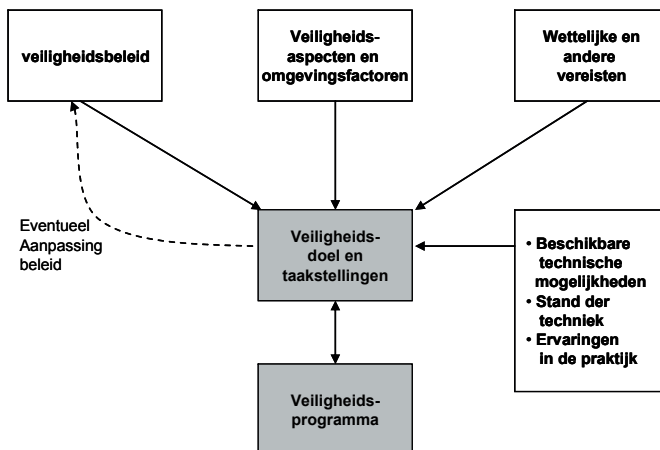 veiligheidsbeleid
Veiligheids-
aspecten en
omgevingsfactoren
Wettelijke en
andere
vereisten
Eventueel
Aanpassing
beleid
Veiligheids-
doel en
taakstellingen
• Beschikbare
technische
mogelijkheden
• Stand der
techniek
• Ervaringen
in de praktijk
Veiligheids-
programma